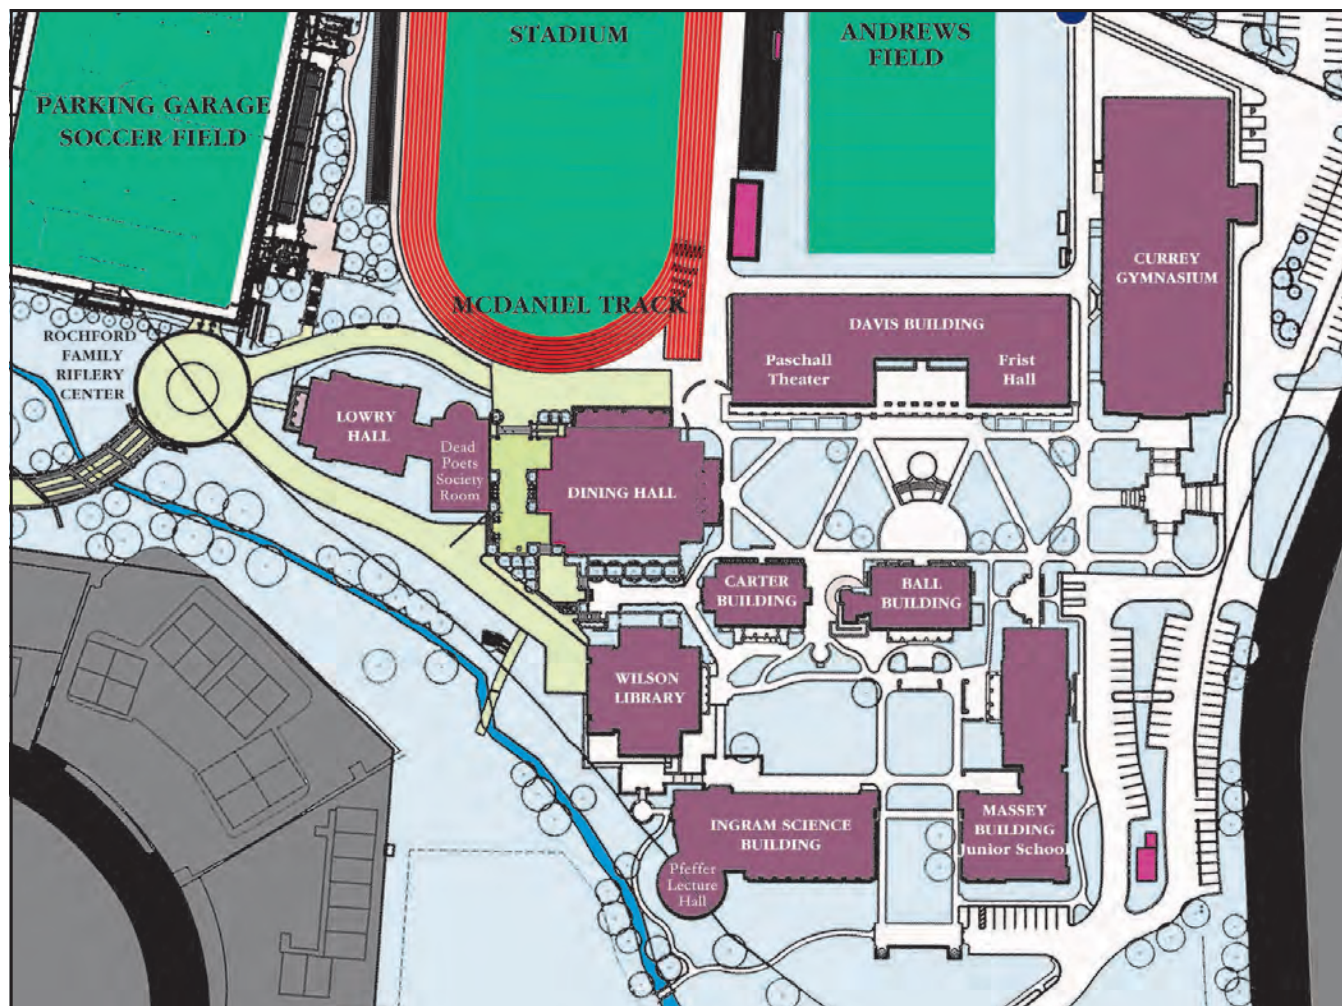 STADIUM
ANDREWS
FIELD
PARKING GARAGE
SOCCER FIELD
CURREY
GYMNASIUM
MCDANIEL TRACK
DAVIS BUILDING
ROCHFORD
FAMILY
RIFLERY
CENTER
Paschall
Theater
Frist
Hall
LOWRY
HALL
Dead
Poets
Society
Room
DINING HALL
CARTER
BUILDING
BALL
BUILDING
WILSON
LIBRARY
INGRAM SCIENCE
BUILDING
MASSEY
BUILDING
Junior School
Pfeffer
Lecture
Hall